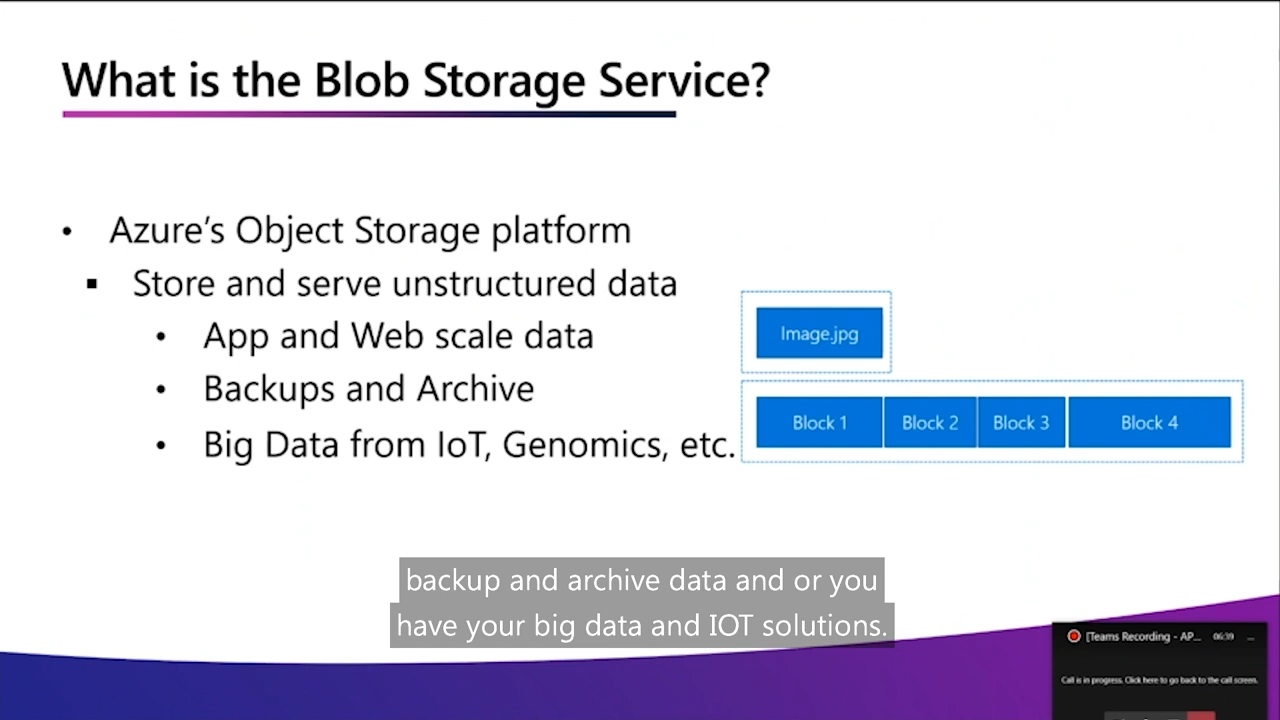 What is the Blob Storage Service?
• Azure’s Object Storage platform
▪ Store and serve unstructured data
• App and Web scale data
• Backups and Archive
• Big Data from IoT, Genomics, etc.
Image.jpg
Block 1 Block 2 Block 3 Block 4
backup and archive data and or you
have your big data and IOT solutions.
[Teams Recording - AP... 06:39 ...
Call is in progress. Click here to go back to the call screen.